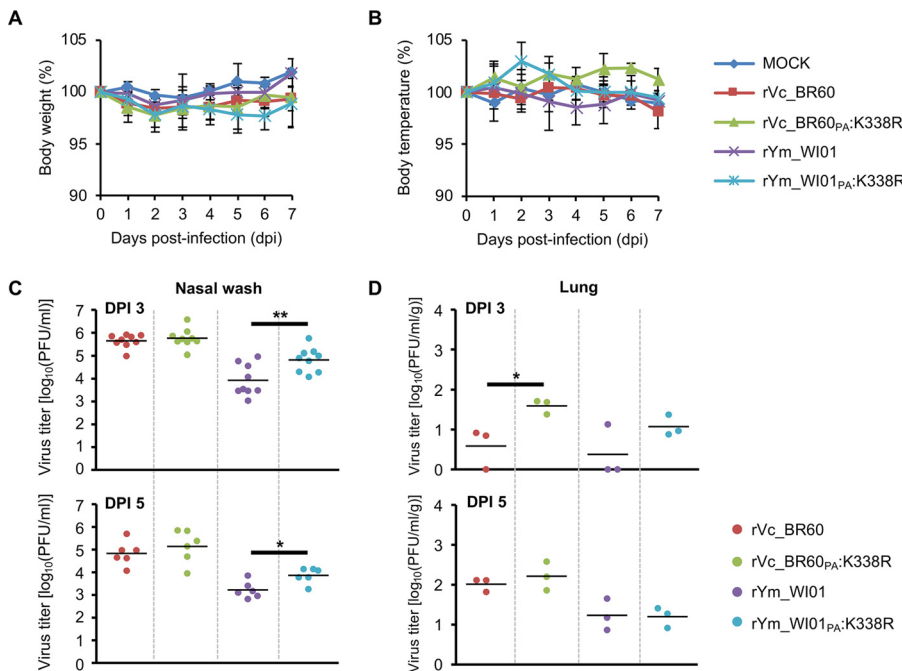 A
Body weight (%)
105
100
95
90
0 1 2 3 4 5 6 7
Days post-infection (dpi)
B
Body temperature (%)
105
100
95
90
0 1 2 3 4 5 6 7
Days post-infection (dpi)
MOCK
rVc_BR60
rVc_BR60PA:K338R
rYm_WI01
rYm_WI01PA:K338R
C
Nasal wash
DPI 3
Virus titer [log10(PFU/ml)]
7
6
5
4
3
2
1
0
**
DPI 5
Virus titer [log10(PFU/ml)]
7
6
5
4
3
2
1
0
*
D
Lung
DPI 3
Virus titer [log10(PFU/ml/g)]
4
3
2
1
0
*
DPI 5
Virus titer [log10(PFU/ml/g)]
4
3
2
1
0
rVc_BR60
rVc_BR60PA:K338R
rYm_WI01
rYm_WI01PA:K338R